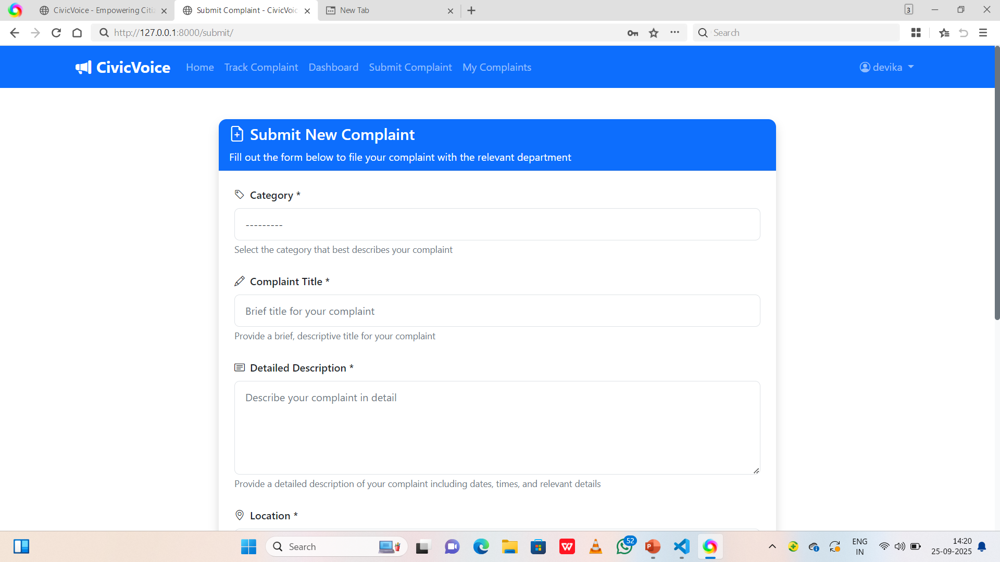 CivicVoice - Empowering Citi
Submit Complaint - CivicVoic
New Tab
3
http://127.0.0.1:8000/submit/
Search
CivicVoice
Home
Track Complaint
Dashboard
Submit Complaint
My Complaints
devika
Submit New Complaint
Fill out the form below to file your complaint with the relevant department
Category *
---------
Select the category that best describes your complaint
Complaint Title *
Brief title for your complaint
Provide a brief, descriptive title for your complaint
Detailed Description *
Describe your complaint in detail
Provide a detailed description of your complaint including dates, times, and relevant details
Location *
Search
52
ENG
IN
14:20
25-09-2025